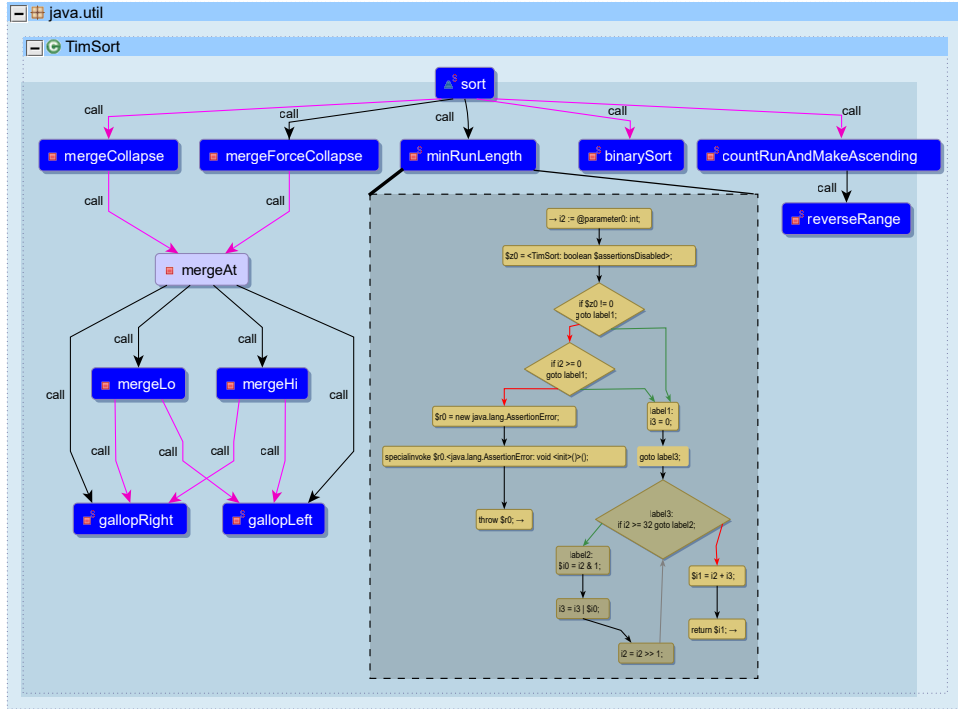 java.util
TimSort
sort
call
call
call
call
call
mergeCollapse
mergeForceCollapse
minRunLength
binarySort
countRunAndMakeAscending
call
call
call
reverseRange
mergeAt
call
call
call
call
mergeLo
mergeHi
call
call
call
call
gallopRight
gallopLeft
→ i2 := @parameter0: int;
$z0 = <TimSort: boolean $assertionsDisabled>;
if $z0 != 0
goto label1;
if i2 >= 0
goto label1;
$r0 = new java.lang.AssertionError;
label1:
i3 = 0;
specialinvoke $r0.<java.lang.AssertionError: void <init>()>();
goto label3;
throw $r0; →
label3:
if i2 >= 32 goto label2;
label2:
$i0 = i2 & 1;
$i1 = i2 + i3;
i3 = i3 | $i0;
return $i1; →
i2 = i2 >> 1;